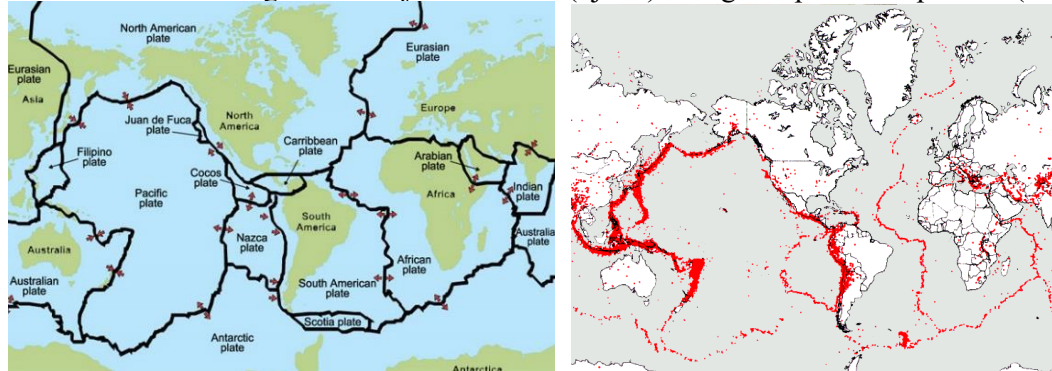 North American
plate
Eurasian
plate
Eurasian
plate
Asia
Europe
North
America
Juan de Fuca
plate
Carribbean
plate
Filipino
plate
Arabian
plate
Cocos
plate
Africa
Indian
plate
Pacific
plate
South
America
Nazca
plate
Australia
Australia
plate
African
plate
Australian
plate
South American
plate
Scotia plate
Antarctic
plate
Antarctica